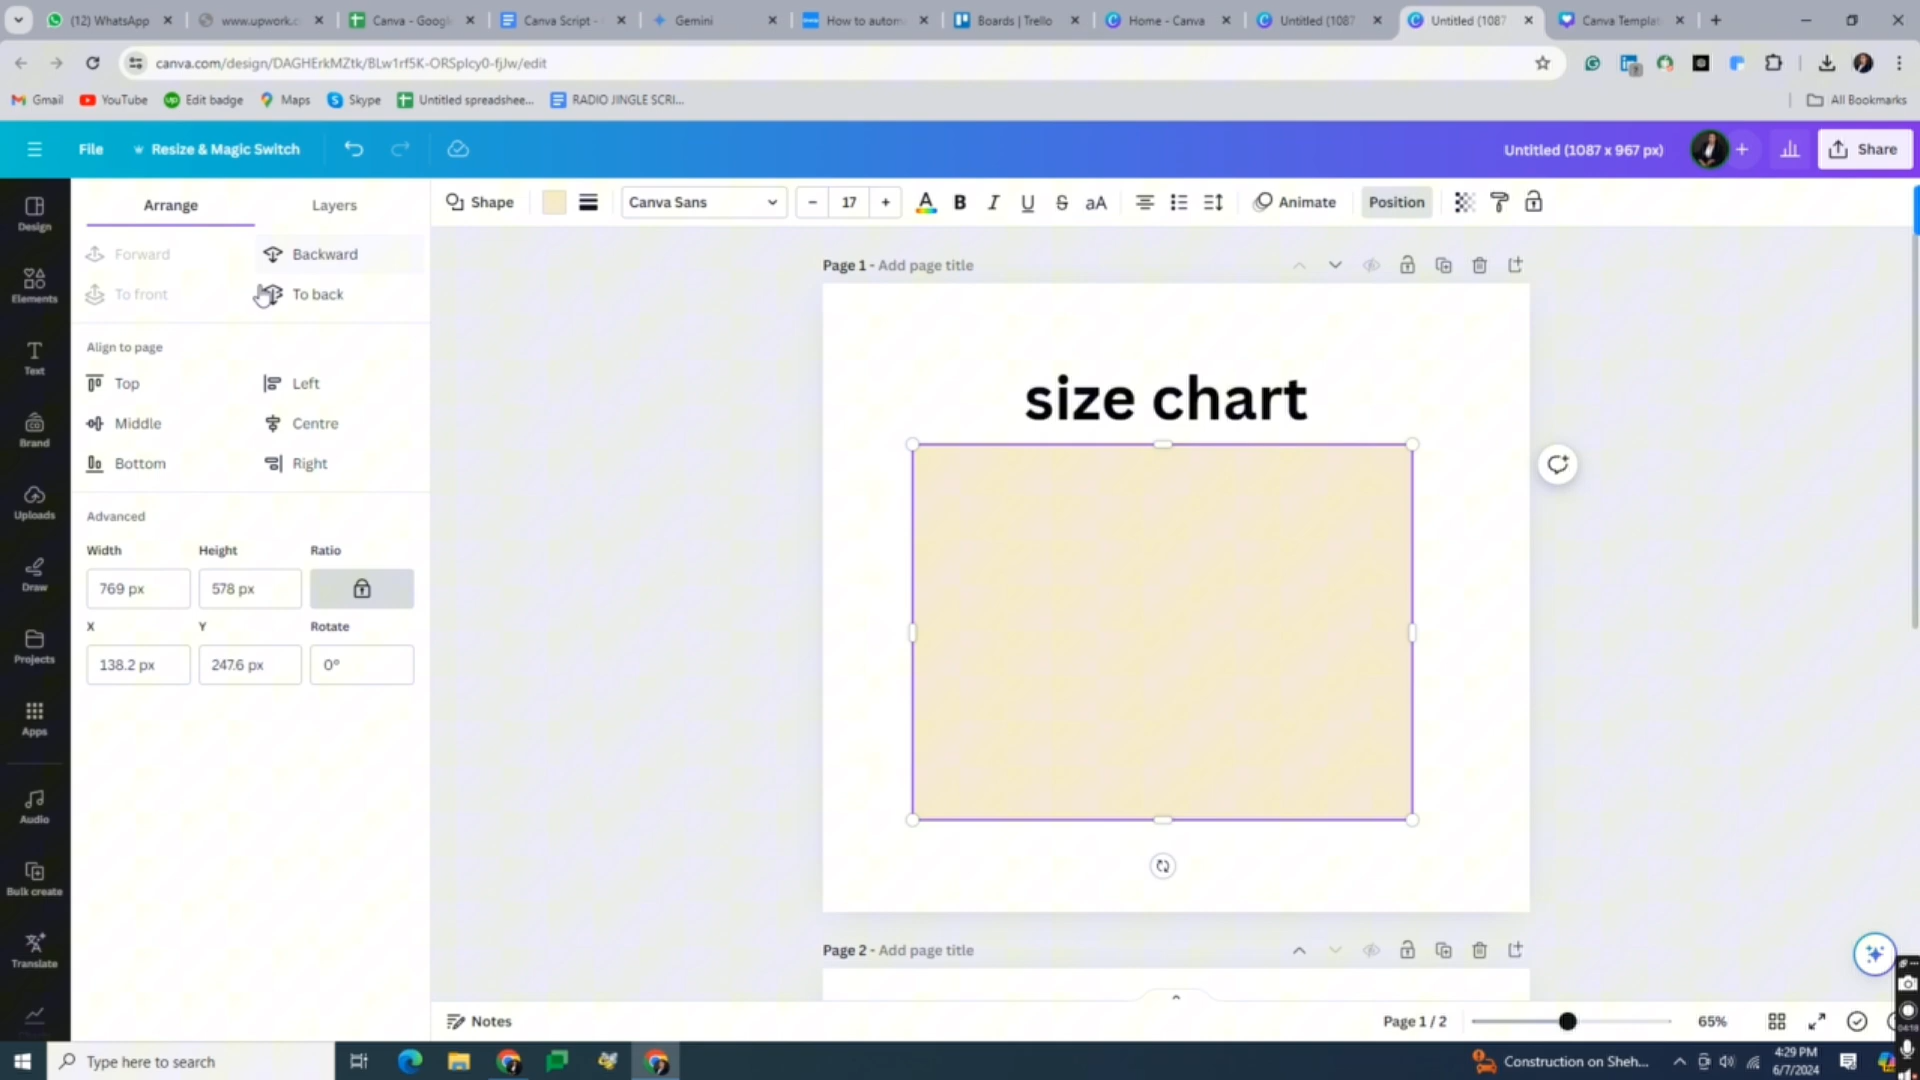 (12) WhatsApp
www.upwork.c
Canva - Googl
Canva Script -
Gemini
How to autom
Boards | Trello
Home - Canva
Untitled (1087
Untitled (1087
Canva Templat
canva.com/design/DAGHErkMZtk/BLw1rf5K-ORSplcy0-fjJw/edit
Gmail
YouTube
Edit badge
Maps
Skype
Untitled spreadshee...
RADIO JINGLE SCRI...
All Bookmarks
File
Resize & Magic Switch
Untitled (1087 x 967 px)
Share
Design
Elements
Text
Brand
Uploads
Draw
Projects
Apps
Audio
Bulk create
Translate
Arrange
Layers
Forward
Backward
To front
To back
Align to page
Top
Left
Middle
Centre
Bottom
Right
Advanced
Width
Height
Ratio
769 px
578 px
X
Y
Rotate
138.2 px
247.6 px
0°
Shape
Canva Sans
– 17 +
A B I U S aA
Animate
Position
Page 1 - Add page title
size chart
Page 2 - Add page title
Notes
Page 1 / 2
65%
Type here to search
Construction on Sheh...
4:29 PM
6/7/2024
04:18